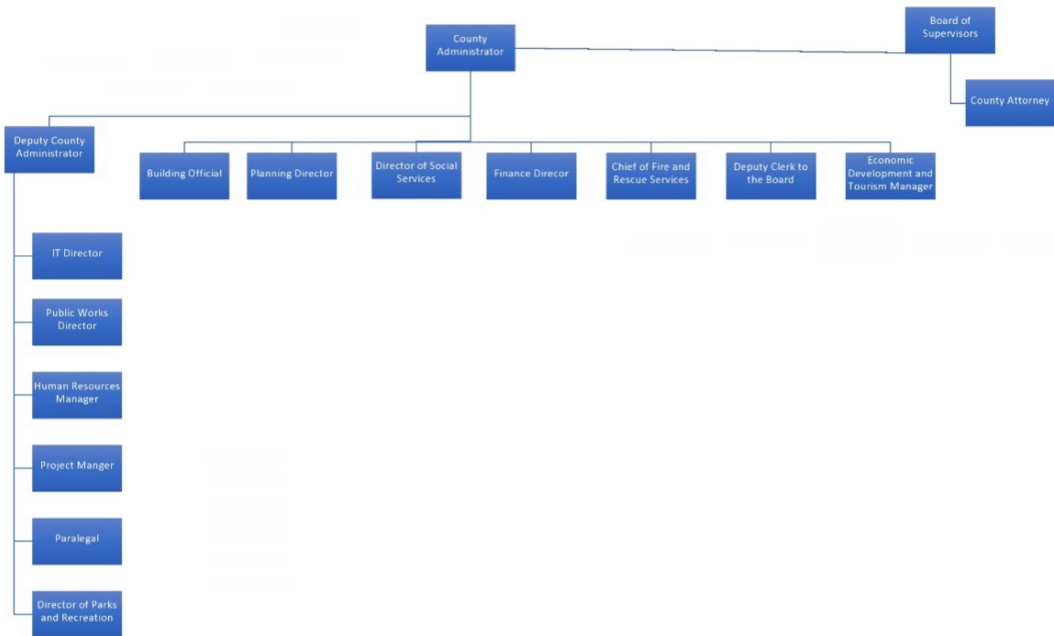 County
Administrator
Board of
Supervisors
County Attorney
Deputy County
Administrator
Building Official
Planning Director
Director of Social
Services
Finance Direcor
Chief of Fire and
Rescue Services
Deputy Clerk to
the Board
Economic
Development and
Tourism Manager
IT Director
Public Works
Director
Human Resources
Manager
Project Manger
Paralegal
Director of Parks
and Recreation